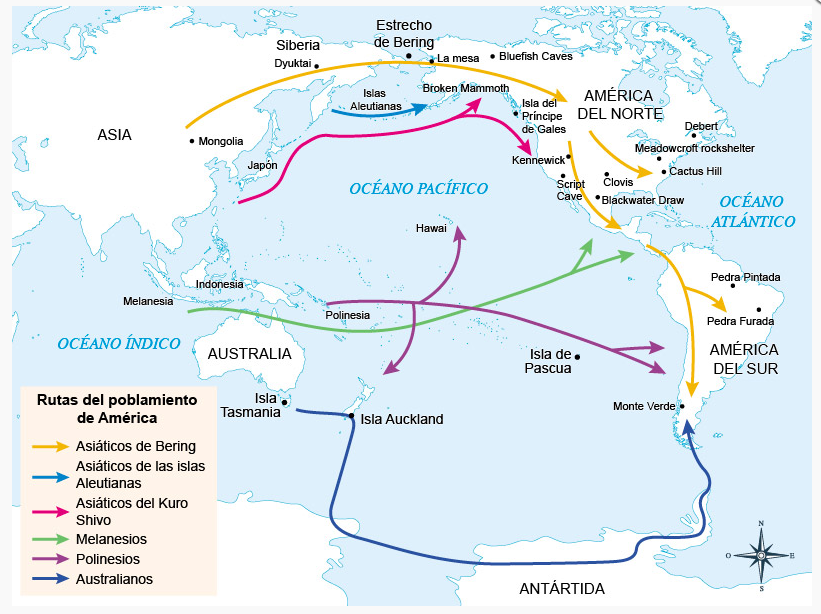 Estrecho
de Bering
Siberia
Dyuktai
La mesa
Bluefish Caves
Islas
Aleutianas
Broken Mammoth
AMÉRICA
DEL NORTE
Isla del
Príncipe
de Gales
ASIA
Mongolia
Debert
Meadowcroft rockshelter
Japón
Kennewick
Cactus Hill
Script
Cave
Clovis
Blackwater Draw
OCÉANO PACÍFICO
OCÉANO
ATLÁNTICO
Hawai
Indonesia
Melanesia
Polinesia
Pedra Pintada
Pedra Furada
OCÉANO ÍNDICO
AUSTRALIA
Isla de
Pascua
AMÉRICA
DEL SUR
Isla
Tasmania
Isla Auckland
Monte Verde
Rutas del poblamiento
de América
Asiáticos de Bering
Asiáticos de las islas
Aleutianas
Asiáticos del Kuro
Shivo
Melanesios
Polinesios
Australianos
ANTÁRTIDA
N
O
E
S